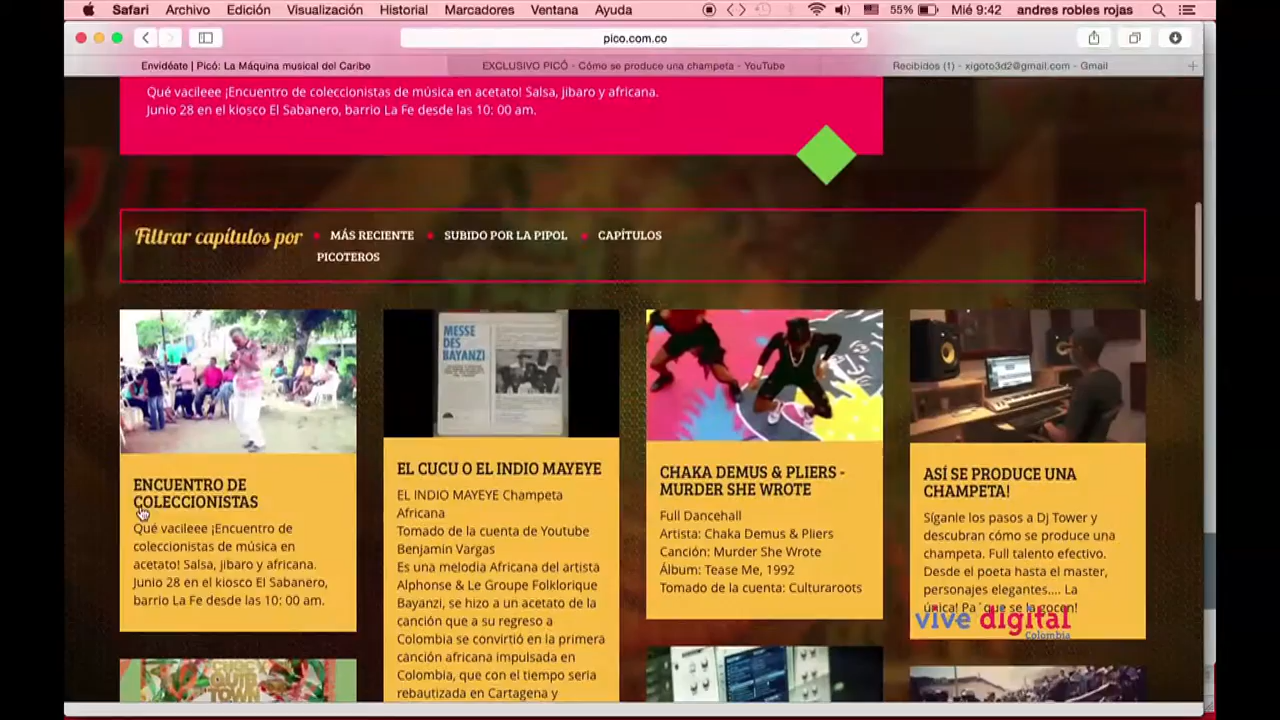 Safari Archivo Edición Visualización Historial Marcadores Ventana Ayuda 55% Mié 9:42 andres robles rojas
pico.com.co
Envidéate | Picó: La Máquina musical del Caribe
EXCLUSIVO PICÓ - Cómo se produce una champeta - YouTube
Recibidos (1) - xigoto3d2@gmail.com - Gmail
Qué vacileee ¡Encuentro de coleccionistas de música en acetato! Salsa, jibaro y africana.
Junio 28 en el kiosco El Sabanero, barrio La Fe desde las 10: 00 am.
Filtrar capítulos por
MÁS RECIENTE SUBIDO POR LA PIPOL CAPÍTULOS
PICOTEROS
ENCUENTRO DE
COLECCIONISTAS
Qué vacileee ¡Encuentro de
coleccionistas de música en
acetato! Salsa, jibaro y africana.
Junio 28 en el kiosco El Sabanero,
barrio La Fe desde las 10: 00 am.
MESSE
DES
BAYANZI
EL CUCU O EL INDIO MAYEYE
EL INDIO MAYEYE Champeta
Africana
Tomado de la cuenta de Youtube
Benjamin Vargas
Es una melodia Africana del artista
Alphonse & Le Groupe Folklorique
Bayanzi, se hizo a un acetato de la
canción que a su regreso a
Colombia se convirtió en la primera
canción africana impulsada en
Colombia, que con el tiempo sería
rebautizada en Cartagena y
CHAKA DEMUS & PLIERS -
MURDER SHE WROTE
Full Dancehall
Artista: Chaka Demus & Pliers
Canción: Murder She Wrote
Álbum: Tease Me, 1992
Tomado de la cuenta: Culturaroots
ASÍ SE PRODUCE UNA
CHAMPETA!
Síganle los pasos a Dj Tower y
descubran cómo se produce una
champeta. Full talento efectivo.
Desde el poeta hasta el master,
personajes elegantes.... La
única! Pa´que se la gocen!
vive digital
Colombia